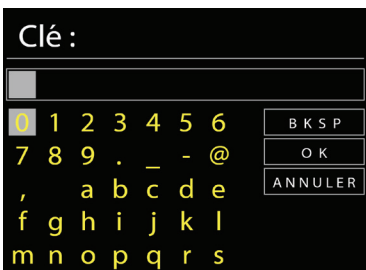 Clé :
0 1 2 3 4 5 6
BKSP
7 8 9 . _ - @
OK
, a b c d e
ANNULER
f g h i j k l
m n o p q r s